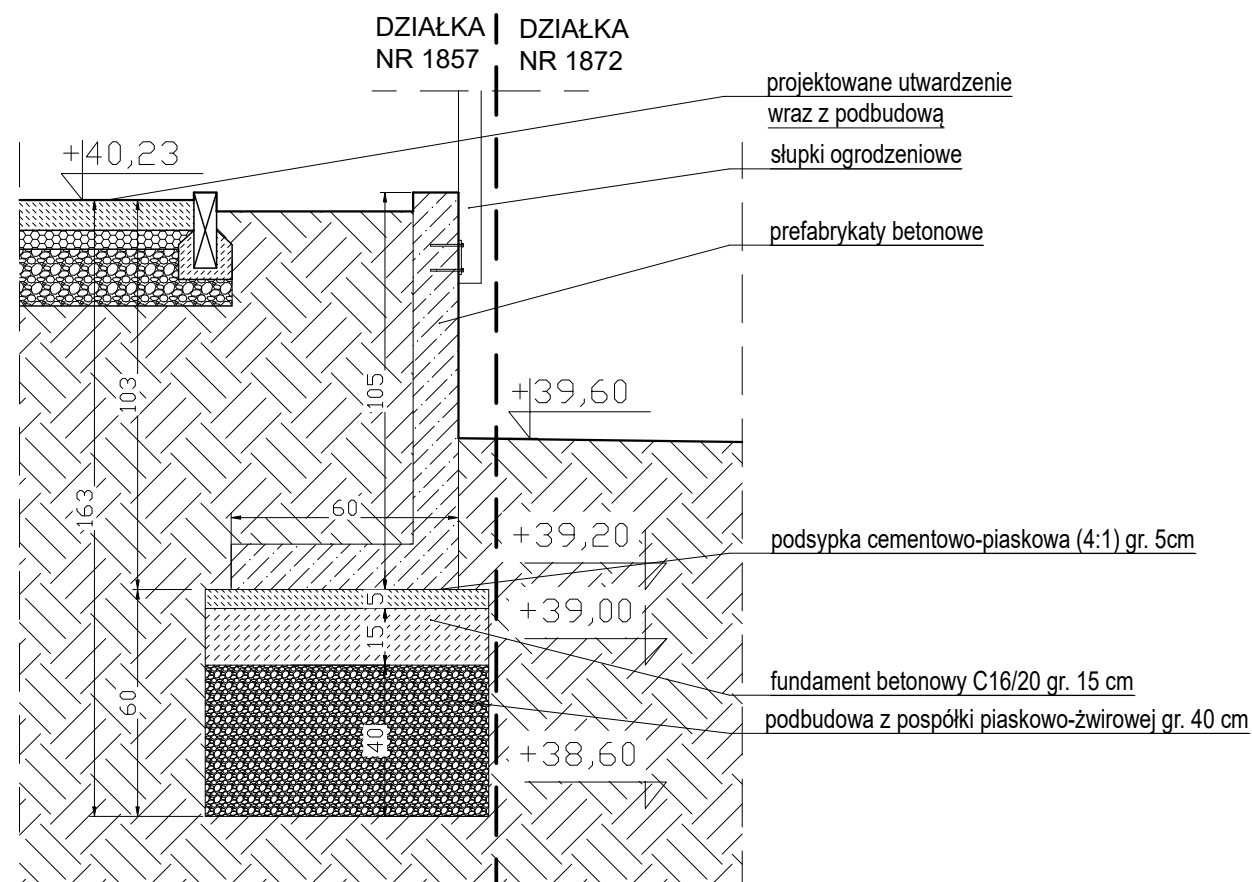 DZIAŁKA
NR 1857
DZIAŁKA
NR 1872
projektowane utwardzenie
wraz z podbudową
+40,23
słupki ogrodzeniowe
prefabrykaty betonowe
103
105
+39,60
163
60
+39,20
podsypka cementowo-piaskowa (4:1) gr. 5cm
5
+39,00
15
fundament betonowy C16/20 gr. 15 cm
60
podbudowa z pospółki piaskowo-żwirowej gr. 40 cm
40
+38,60